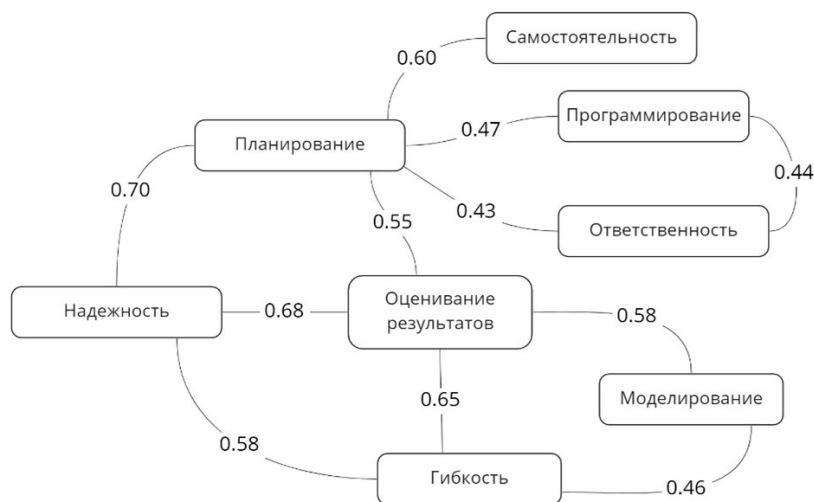 Самостоятельность
0.60
Программирование
0.47
Планирование
0.44
0.70
0.43
0.55
Ответственность
Оценивание
результатов
Надежность
0.68
0.58
Моделирование
0.65
0.58
Гибкость
0.46